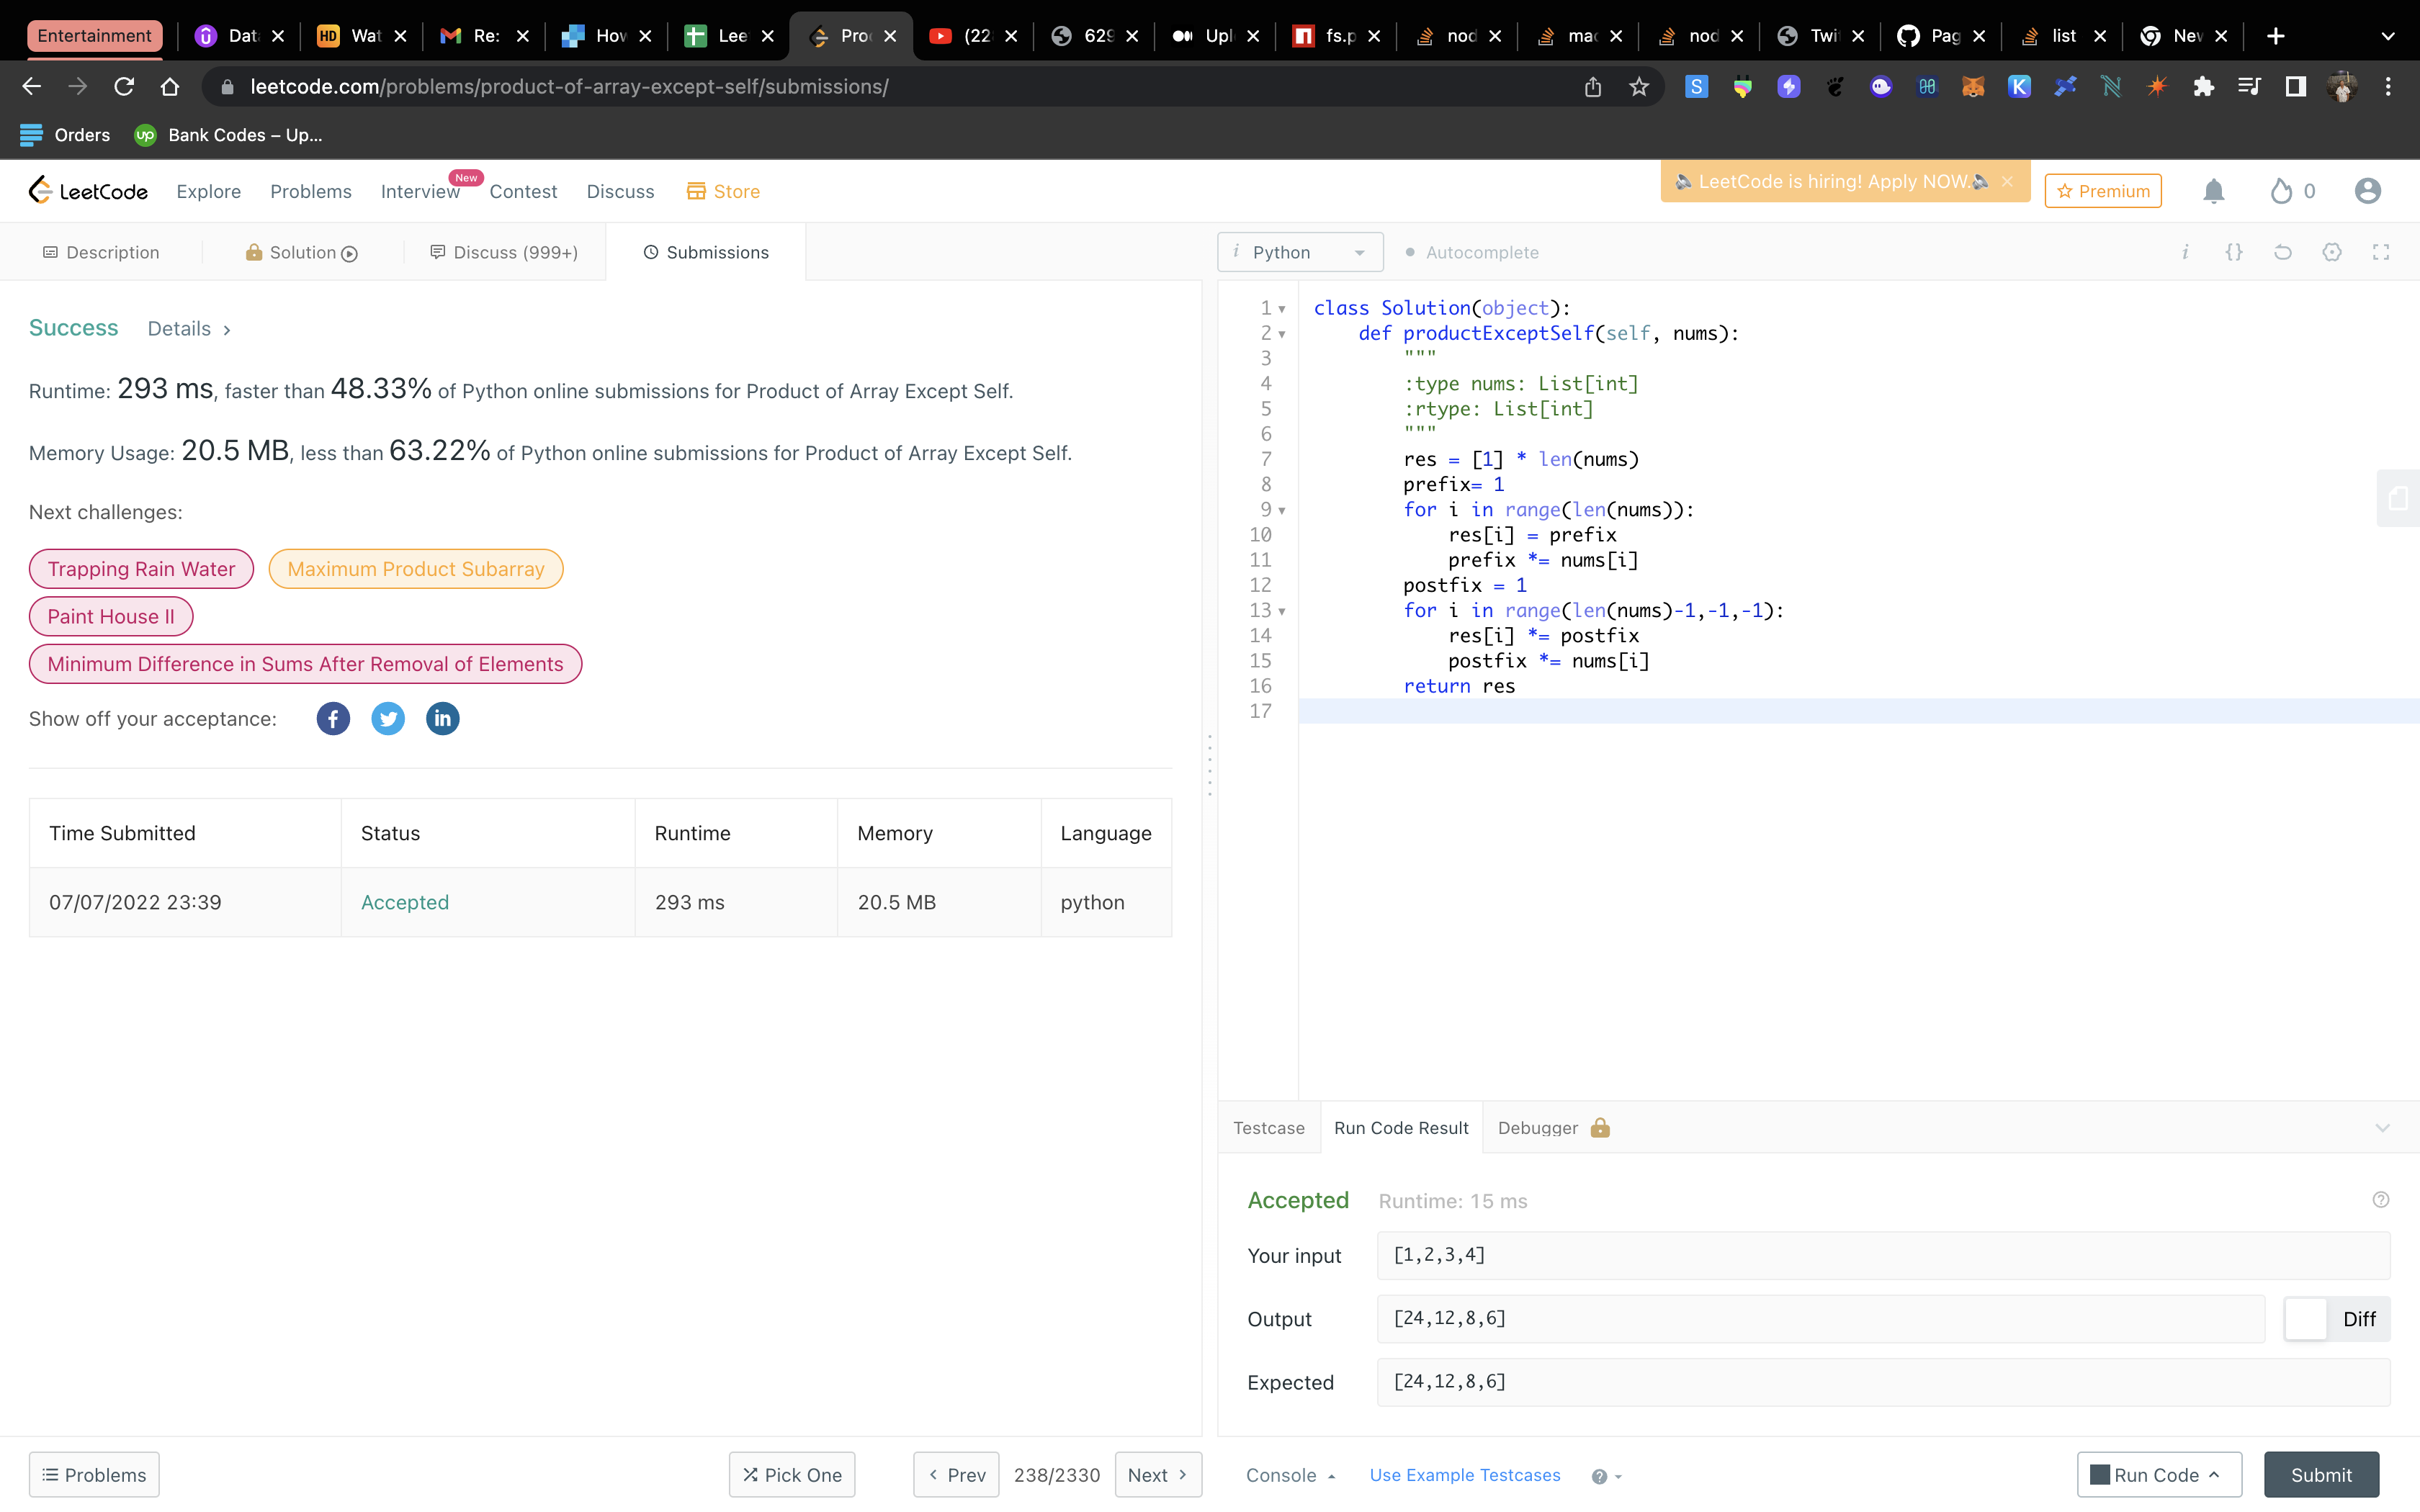 Entertainment
Dat
HD Wat
Re:
How
Lee
Pro
(22
629
Upl
fs.p
nod
mac
nod
Twi
Pag
list
New
leetcode.com/problems/product-of-array-except-self/submissions/
Orders
up Bank Codes – Up...
LeetCode
Explore
Problems
Interview
New
Contest
Discuss
Store
LeetCode is hiring! Apply NOW.
Premium
0
Description
Solution
Discuss (999+)
Submissions
i Python
Autocomplete
i {}
Success Details >
Runtime: 293 ms, faster than 48.33% of Python online submissions for Product of Array Except Self.
Memory Usage: 20.5 MB, less than 63.22% of Python online submissions for Product of Array Except Self.
Next challenges:
Trapping Rain Water
Maximum Product Subarray
Paint House II
Minimum Difference in Sums After Removal of Elements
Show off your acceptance:
Time Submitted Status Runtime Memory Language
07/07/2022 23:39 Accepted 293 ms 20.5 MB python
1 class Solution(object):
2 def productExceptSelf(self, nums):
3 """
4 :type nums: List[int]
5 :rtype: List[int]
6 """
7 res = [1] * len(nums)
8 prefix= 1
9 for i in range(len(nums)):
10 res[i] = prefix
11 prefix *= nums[i]
12 postfix = 1
13 for i in range(len(nums)-1,-1,-1):
14 res[i] *= postfix
15 postfix *= nums[i]
16 return res
17
Testcase
Run Code Result
Debugger
Accepted Runtime: 15 ms
Your input [1,2,3,4]
Output [24,12,8,6] Diff
Expected [24,12,8,6]
Problems
Pick One
< Prev
238/2330
Next >
Console
Use Example Testcases
Run Code
Submit